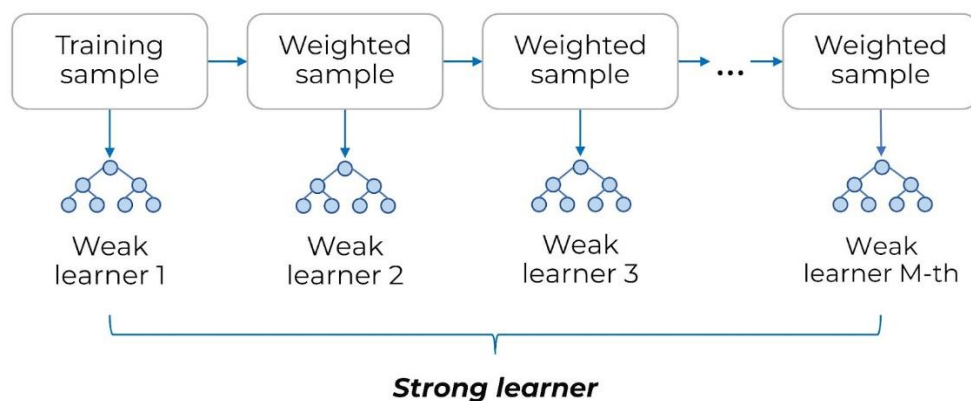 Training
sample
Weighted
sample
Weighted
sample
...
Weighted
sample
Weak
learner 1
Weak
learner 2
Weak
learner 3
Weak
learner M-th
Strong learner